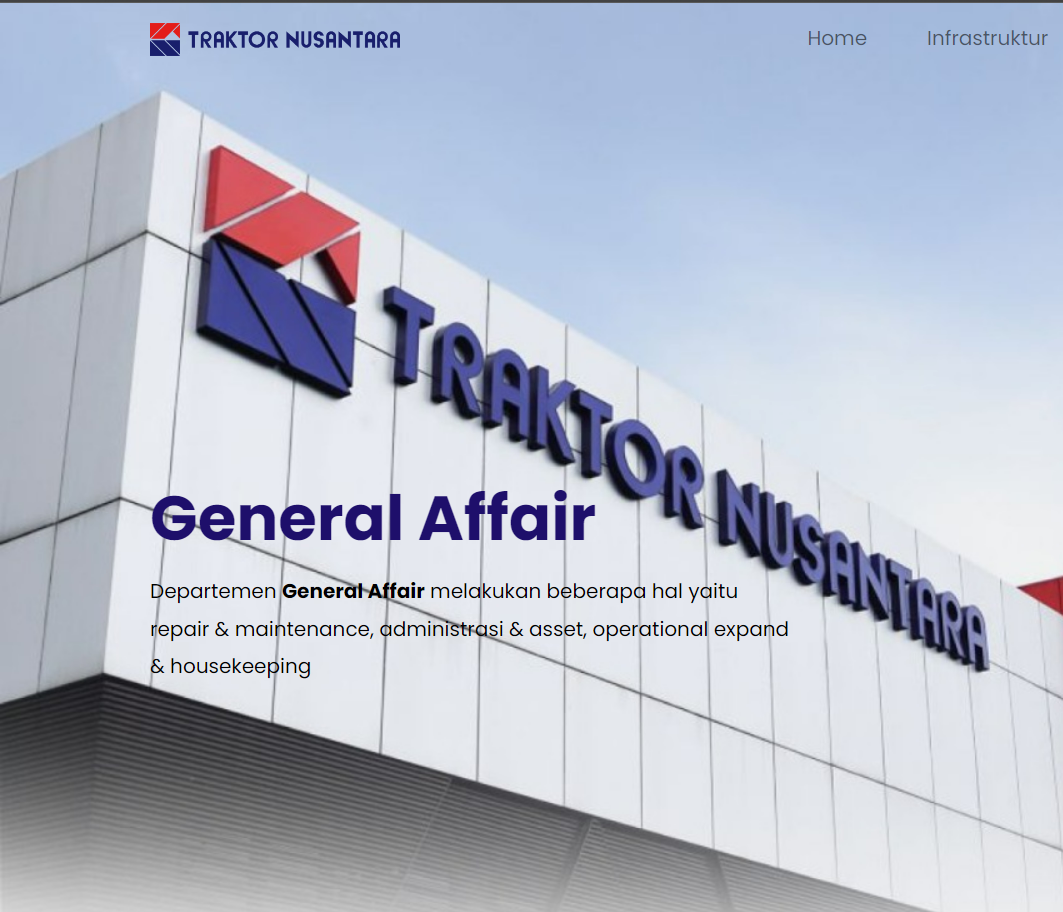 TRAKTOR NUSANTARA
Home
Infrastruktur
TRAKTOR NUSANTARA
General Affair
Departemen General Affair melakukan beberapa hal yaitu
repair & maintenance, administrasi & asset, operational expand
& housekeeping